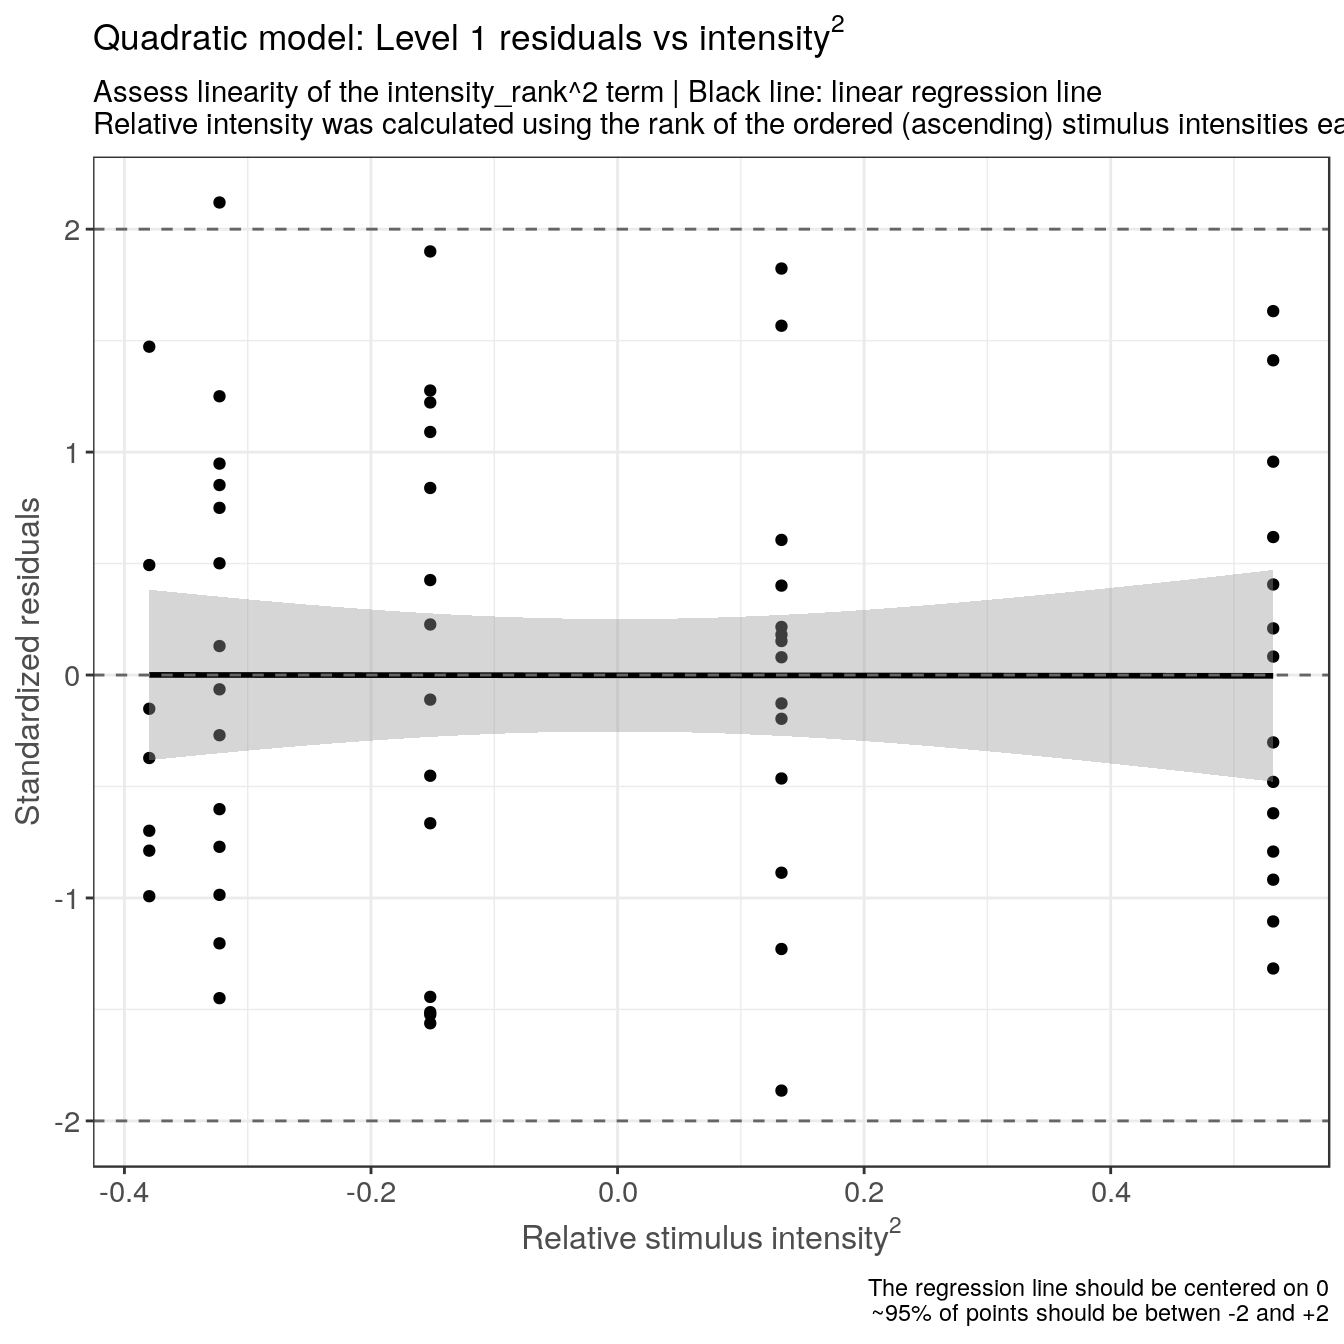 Quadratic model: Level 1 residuals vs intensity²
Assess linearity of the intensity_rank^2 term | Black line: linear regression line
Relative intensity was calculated using the rank of the ordered (ascending) stimulus intensities ea
Standardized residuals
2
1
0
-1
-2
-0.4 -0.2 0.0 0.2 0.4
Relative stimulus intensity²
The regression line should be centered on 0
~95% of points should be betwen -2 and +2